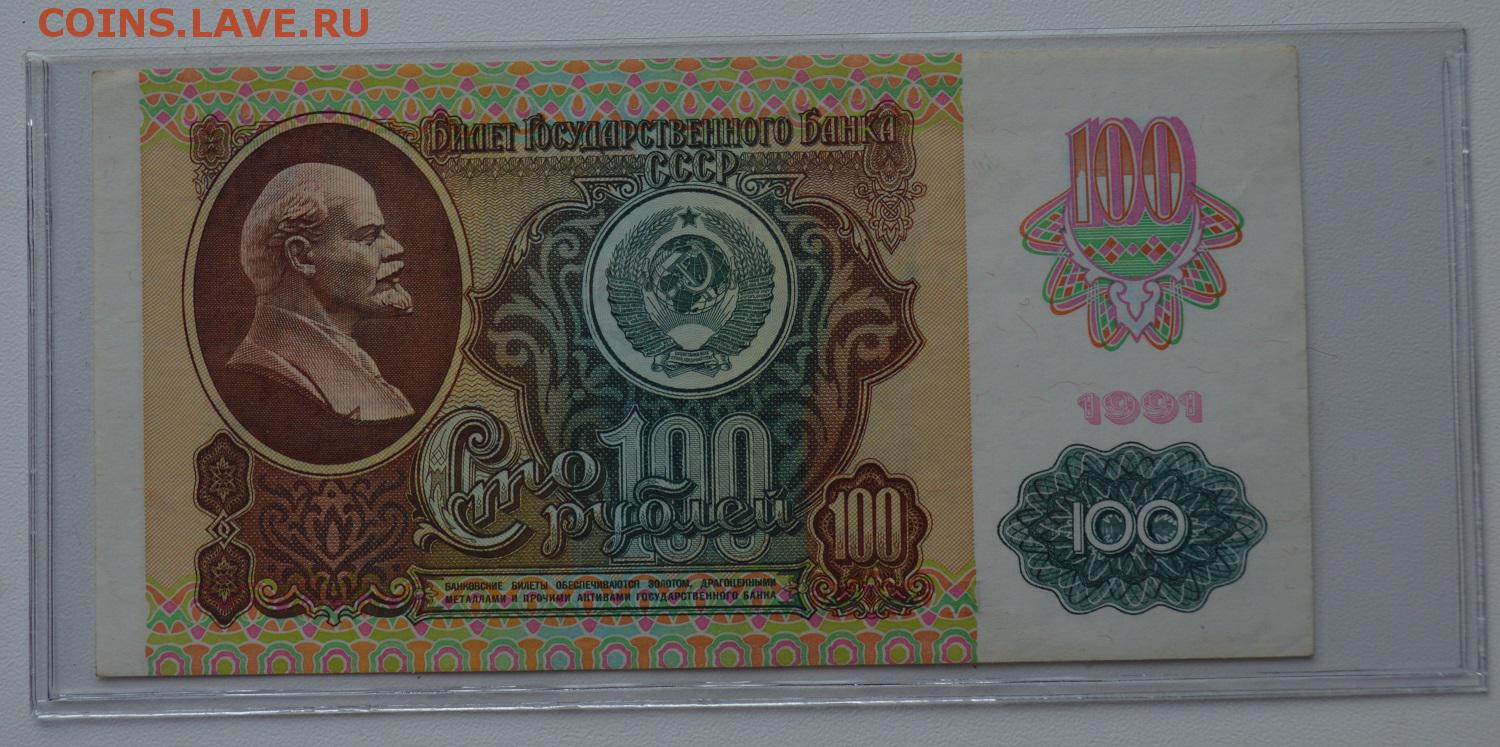 COINS.LAVE.RU
Билет Государственного Банка
СССР
100
1991
100
Сто 100
рублей
100
БАНКОВСКИЕ БИЛЕТЫ ОБЕСПЕЧИВАЮТСЯ ЗОЛОТОМ, ДРАГОЦЕННЫМИ
МЕТАЛЛАМИ И ПРОЧИМИ АКТИВАМИ ГОСУДАРСТВЕННОГО БАНКА